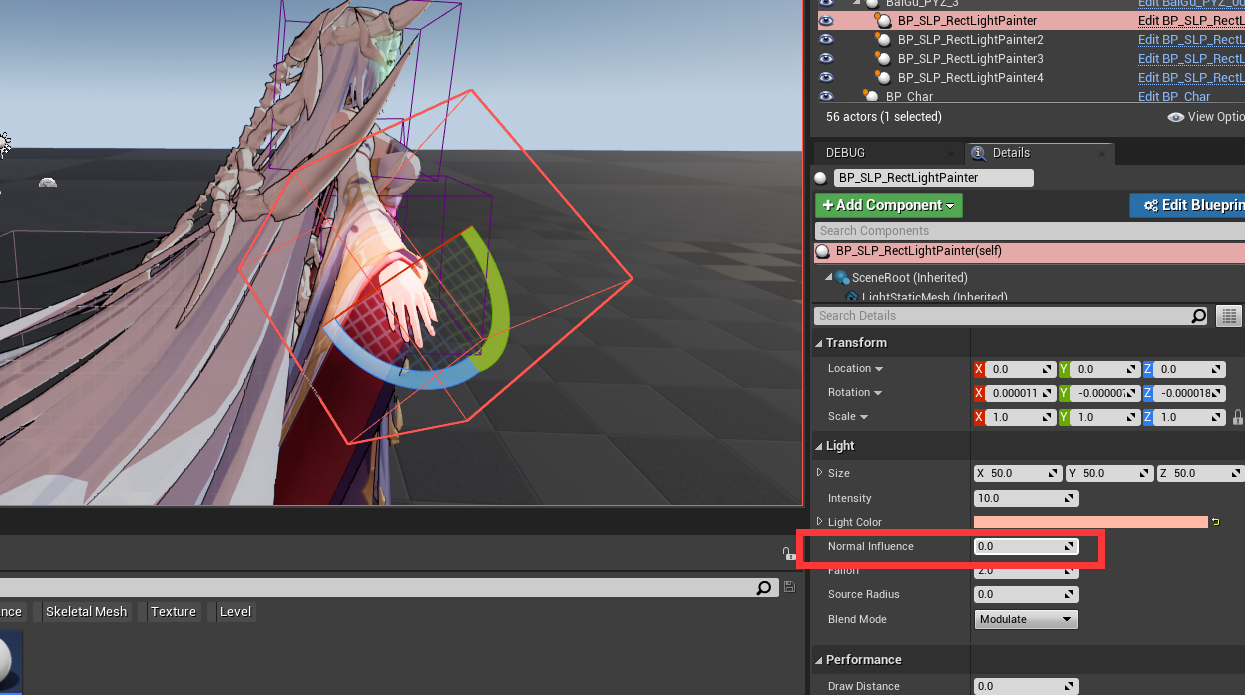 BaiGu_PYZ_3 Edit BaiGu_PYZ_00
BP_SLP_RectLightPainter Edit BP_SLP_RectL
BP_SLP_RectLightPainter2 Edit BP_SLP_RectL
BP_SLP_RectLightPainter3 Edit BP_SLP_RectL
BP_SLP_RectLightPainter4 Edit BP_SLP_RectL
BP_Char Edit BP_Char
56 actors (1 selected) View Optio
DEBUG Details
BP_SLP_RectLightPainter
+Add Component Edit Blueprin
Search Components
BP_SLP_RectLightPainter(self)
SceneRoot (Inherited)
LightStaticMesh (Inherited)
Search Details
Transform
Location X 0.0 Y 0.0 Z 0.0
Rotation X 0.000011 Y -0.000007 Z -0.000018
Scale X 1.0 Y 1.0 Z 1.0
Light
Size X 50.0 Y 50.0 Z 50.0
Intensity 10.0
Light Color
Normal Influence 0.0
Falloff 2.0
Source Radius 0.0
Blend Mode Modulate
Performance
Draw Distance 0.0
nce Skeletal Mesh Texture Level